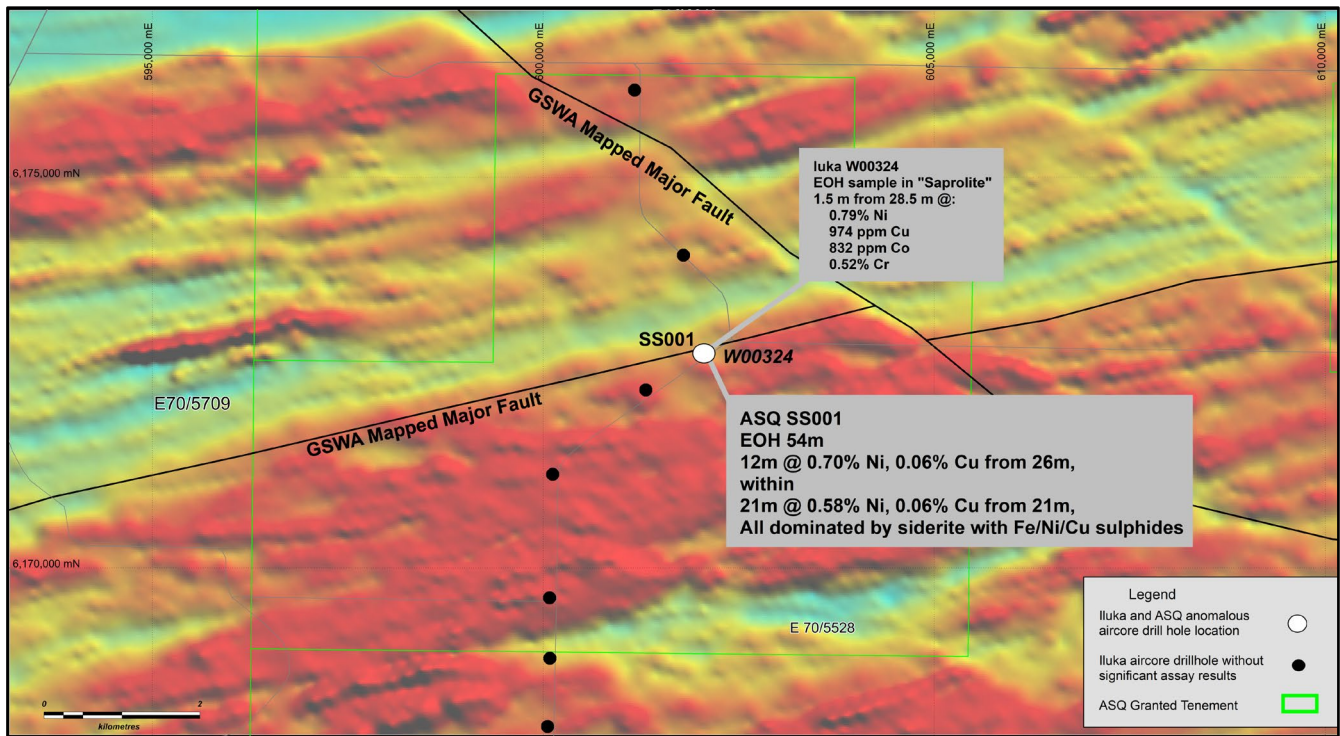 595,000 mE
600,000 mE
605,000 mE
610,000 mE
GSWA Mapped Major Fault
6,175,000 mN
Iuka W00324
EOH sample in "Saprolite"
1.5 m from 28.5 m @:
0.79% Ni
974 ppm Cu
832 ppm Co
0.52% Cr
SS001
W00324
E70/5709
GSWA Mapped Major Fault
ASQ SS001
EOH 54m
12m @ 0.70% Ni, 0.06% Cu from 26m,
within
21m @ 0.58% Ni, 0.06% Cu from 21m,
All dominated by siderite with Fe/Ni/Cu sulphides
6,170,000 mN
E 70/5528
Legend
Iluka and ASQ anomalous
aircore drill hole location
Iluka aircore drillhole without
significant assay results
ASQ Granted Tenement
0 2
kilometres